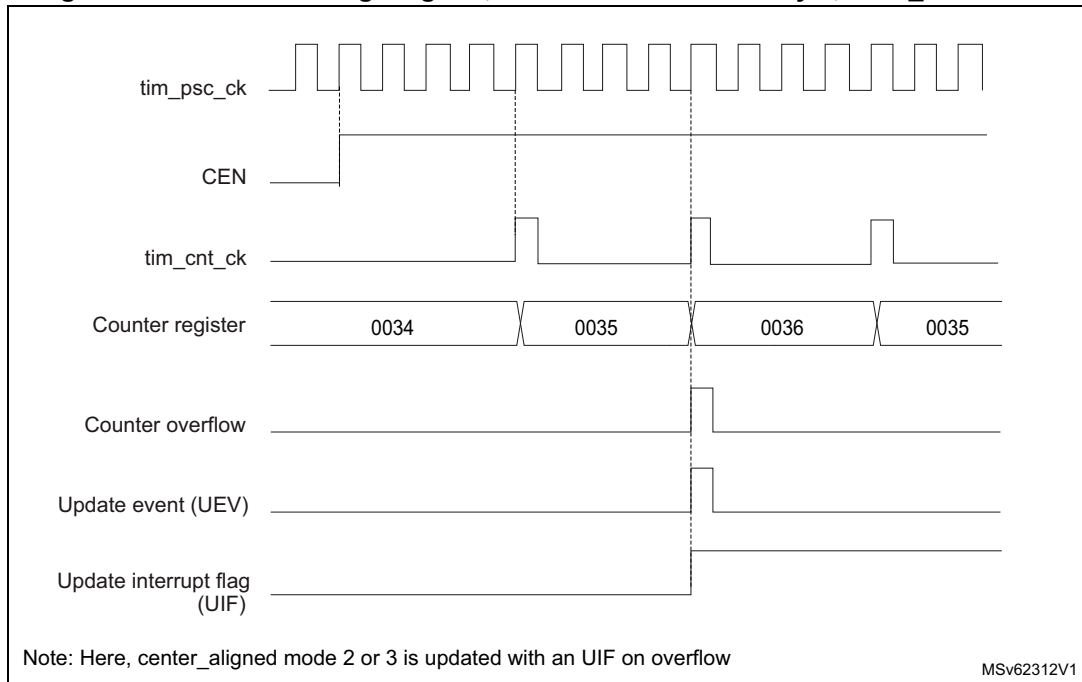 tim_psc_ck
CEN
tim_cnt_ck
Counter register 0034 0035 0036 0035
Counter overflow
Update event (UEV)
Update interrupt flag
(UIF)
Note: Here, center_aligned mode 2 or 3 is updated with an UIF on overflow
MSv62312V1